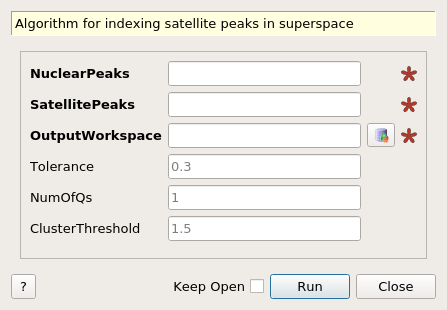 Algorithm for indexing satellite peaks in superspace
NuclearPeaks
SatellitePeaks
OutputWorkspace
Tolerance 0.3
NumOfQs 1
ClusterThreshold 1.5
? Keep Open Run Close